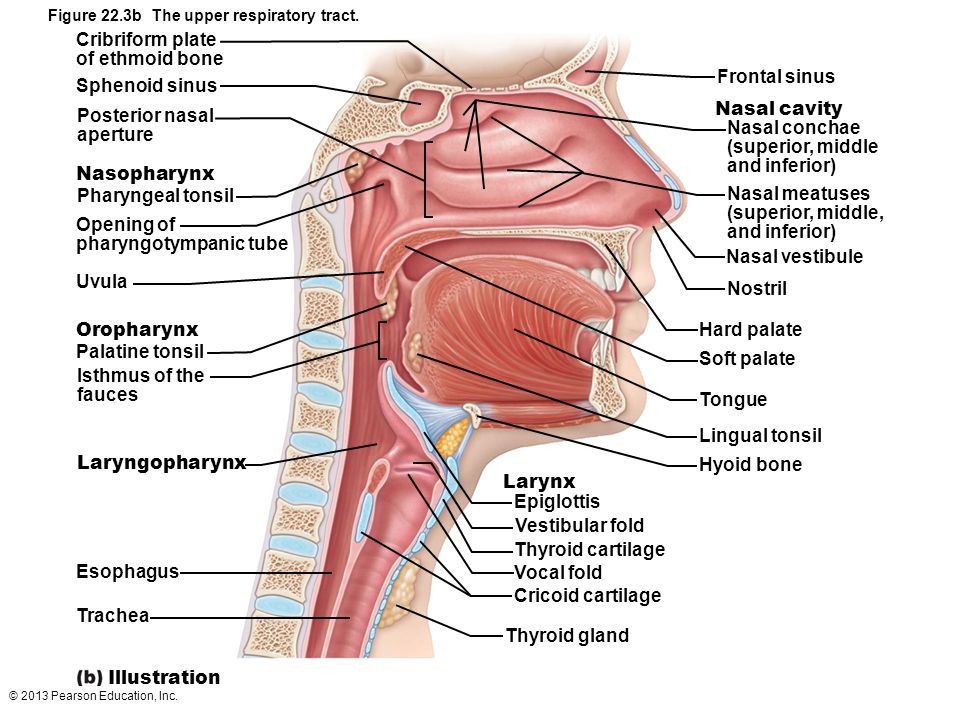 Figure 22.3b  The upper respiratory tract.
Cribriform plate
of ethmoid bone
Sphenoid sinus
Posterior nasal
aperture
Nasopharynx
Pharyngeal tonsil
Opening of
pharyngotympanic tube
Uvula
Oropharynx
Palatine tonsil
Isthmus of the
fauces
Laryngopharynx
Esophagus
Trachea
Frontal sinus
Nasal cavity
Nasal conchae
(superior, middle
and inferior)
Nasal meatuses
(superior, middle,
and inferior)
Nasal vestibule
Nostril
Hard palate
Soft palate
Tongue
Lingual tonsil
Hyoid bone
Larynx
Epiglottis
Vestibular fold
Thyroid cartilage
Vocal fold
Cricoid cartilage
Thyroid gland
(b) Illustration
© 2013 Pearson Education, Inc.